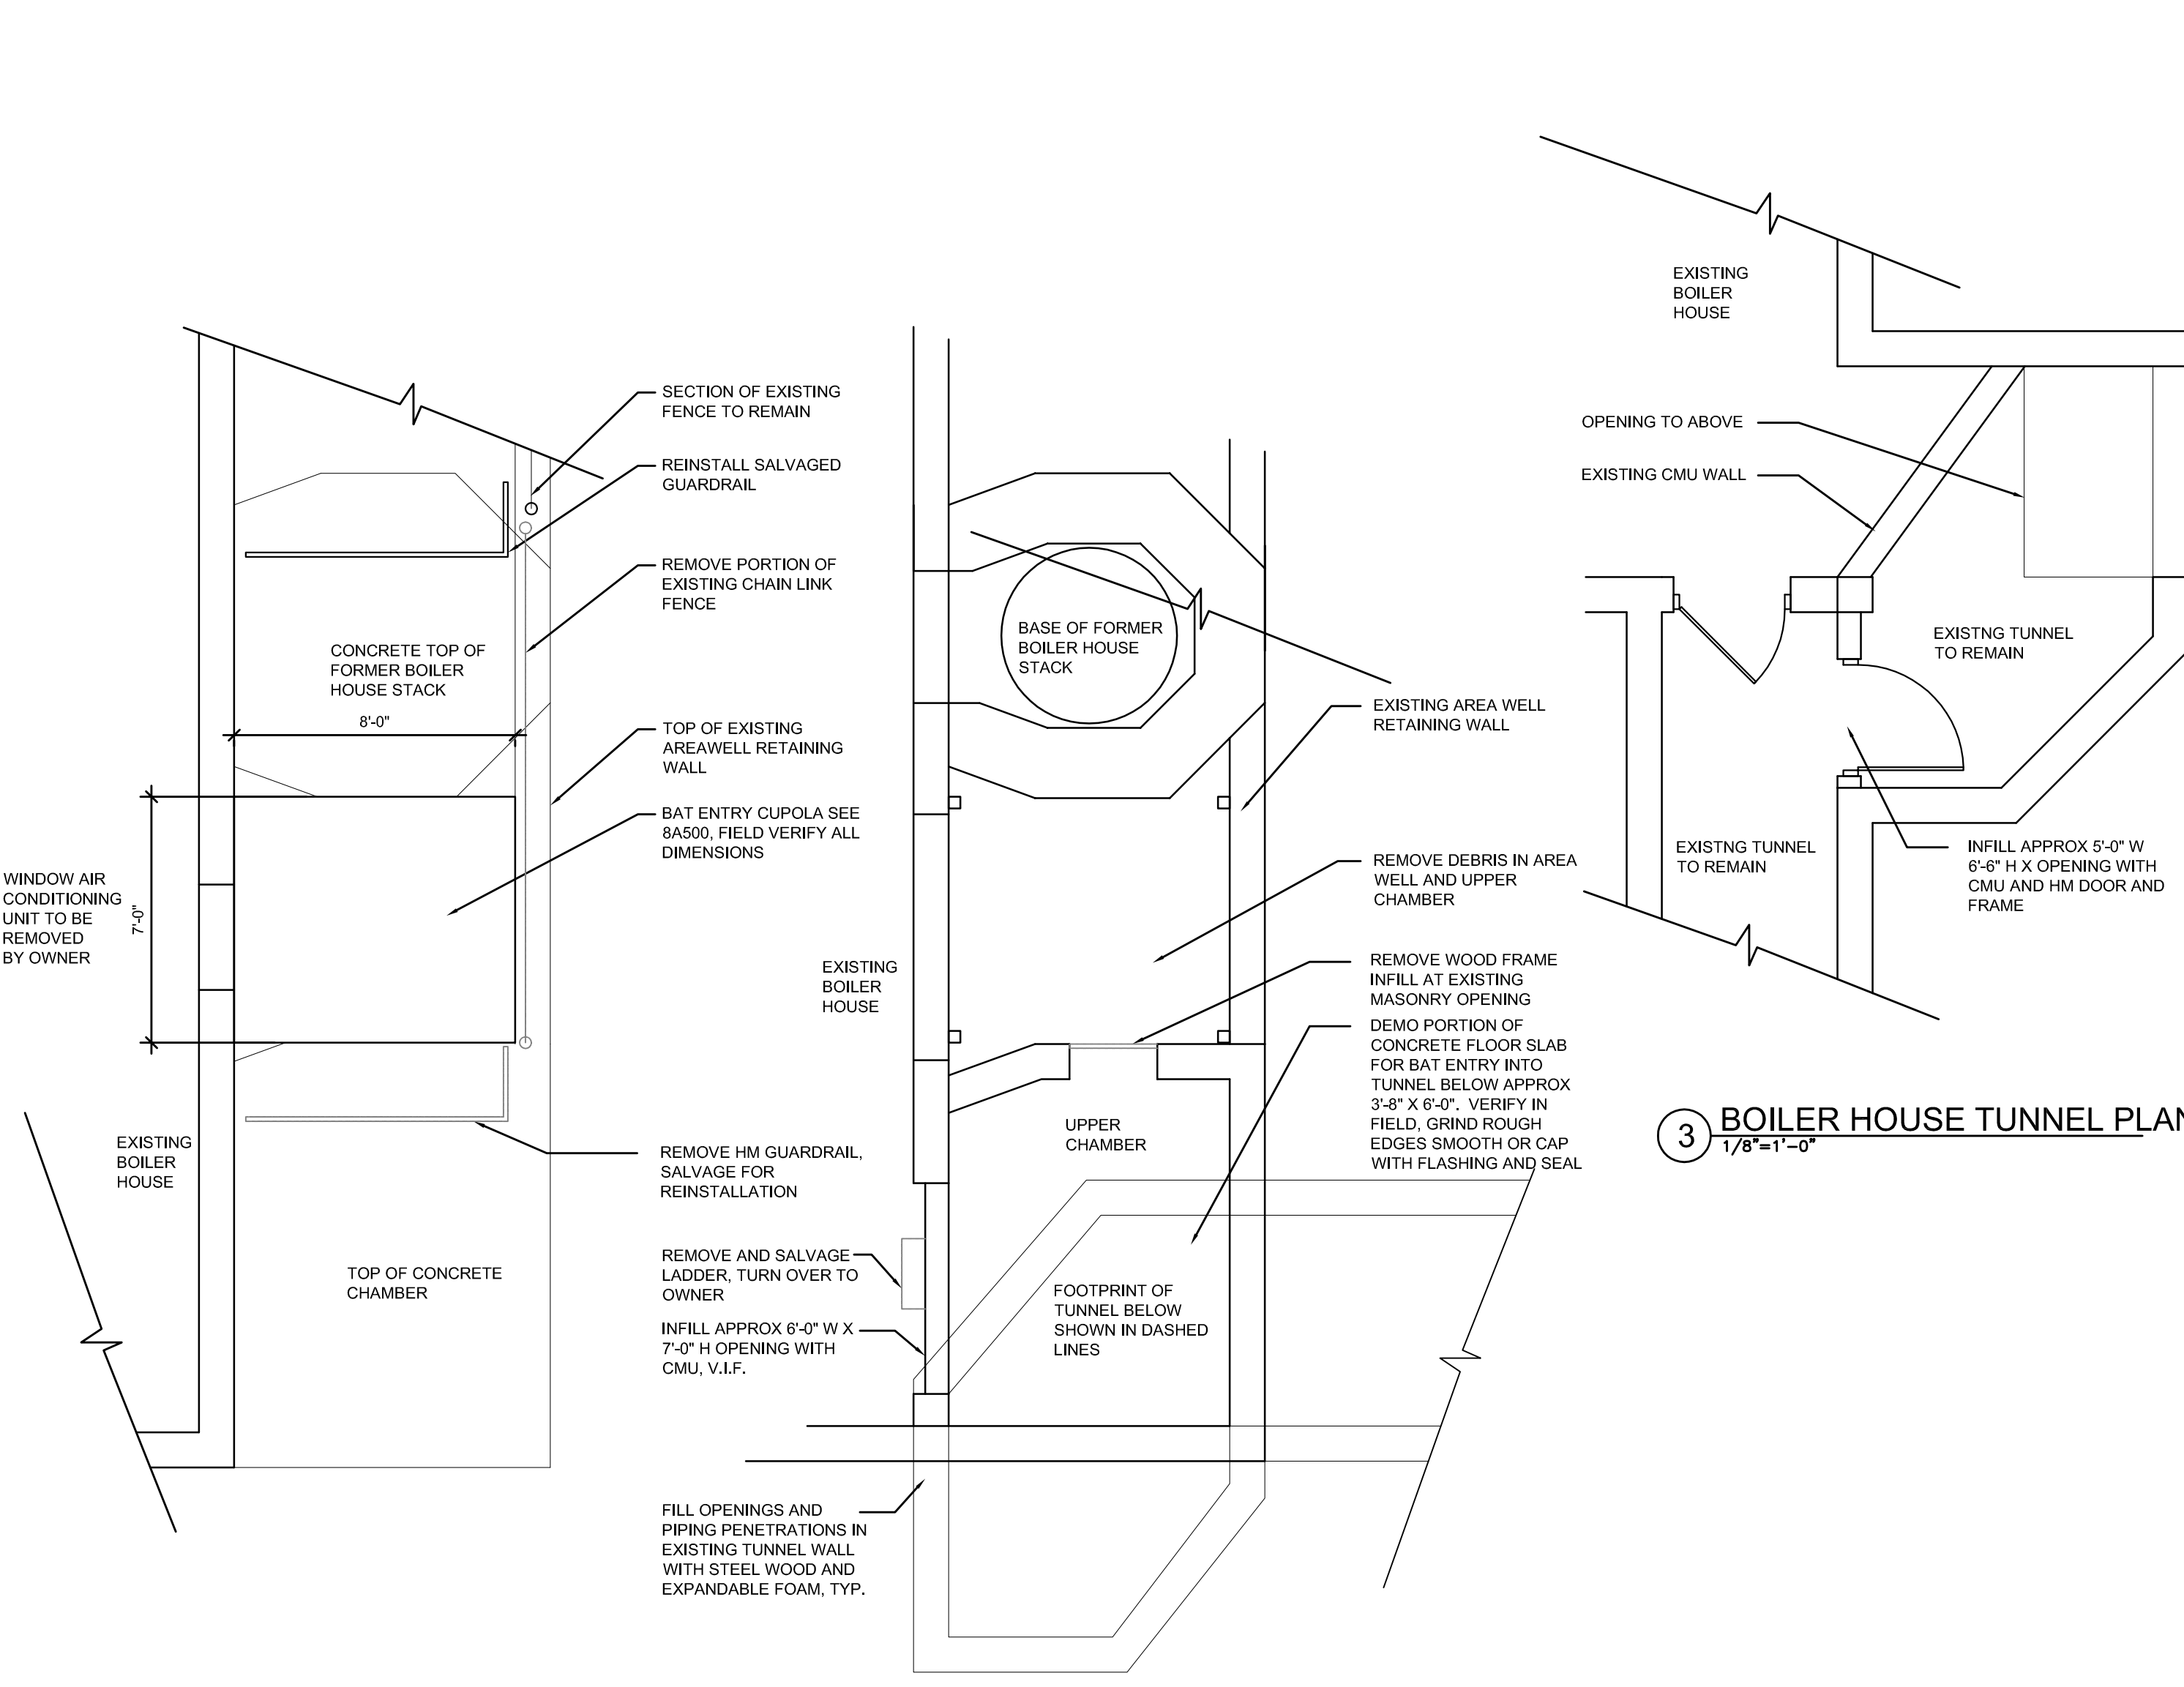 SECTION OF EXISTING
FENCE TO REMAIN
REINSTALL SALVAGED
GUARDRAIL
REMOVE PORTION OF
EXISTING CHAIN LINK
FENCE
CONCRETE TOP OF
FORMER BOILER
HOUSE STACK
8'-0"
TOP OF EXISTING
AREAWELL RETAINING
WALL
BAT ENTRY CUPOLA SEE
8A500, FIELD VERIFY ALL
DIMENSIONS
WINDOW AIR
CONDITIONING
UNIT TO BE
REMOVED
BY OWNER
7'-0"
EXISTING
BOILER
HOUSE
REMOVE HM GUARDRAIL,
SALVAGE FOR
REINSTALLATION
TOP OF CONCRETE
CHAMBER
BASE OF FORMER
BOILER HOUSE
STACK
EXISTING AREA WELL
RETAINING WALL
REMOVE DEBRIS IN AREA
WELL AND UPPER
CHAMBER
EXISTING
BOILER
HOUSE
REMOVE WOOD FRAME
INFILL AT EXISTING
MASONRY OPENING
DEMO PORTION OF
CONCRETE FLOOR SLAB
FOR BAT ENTRY INTO
TUNNEL BELOW APPROX
3'-8" X 6'-0".  VERIFY IN
FIELD, GRIND ROUGH
EDGES SMOOTH OR CAP
WITH FLASHING AND SEAL
UPPER
CHAMBER
REMOVE AND SALVAGE
LADDER, TURN OVER TO
OWNER
INFILL APPROX 6'-0" W X
7'-0" H OPENING WITH
CMU, V.I.F.
FOOTPRINT OF
TUNNEL BELOW
SHOWN IN DASHED
LINES
FILL OPENINGS AND
PIPING PENETRATIONS IN
EXISTING TUNNEL WALL
WITH STEEL WOOD AND
EXPANDABLE FOAM, TYP.
EXISTING
BOILER
HOUSE
OPENING TO ABOVE
EXISTING CMU WALL
EXISTNG TUNNEL
TO REMAIN
EXISTNG TUNNEL
TO REMAIN
INFILL APPROX 5'-0" W
6'-6" H X OPENING WITH
CMU AND HM DOOR AND
FRAME
3 BOILER HOUSE TUNNEL PLAN
1/8"=1'-0"